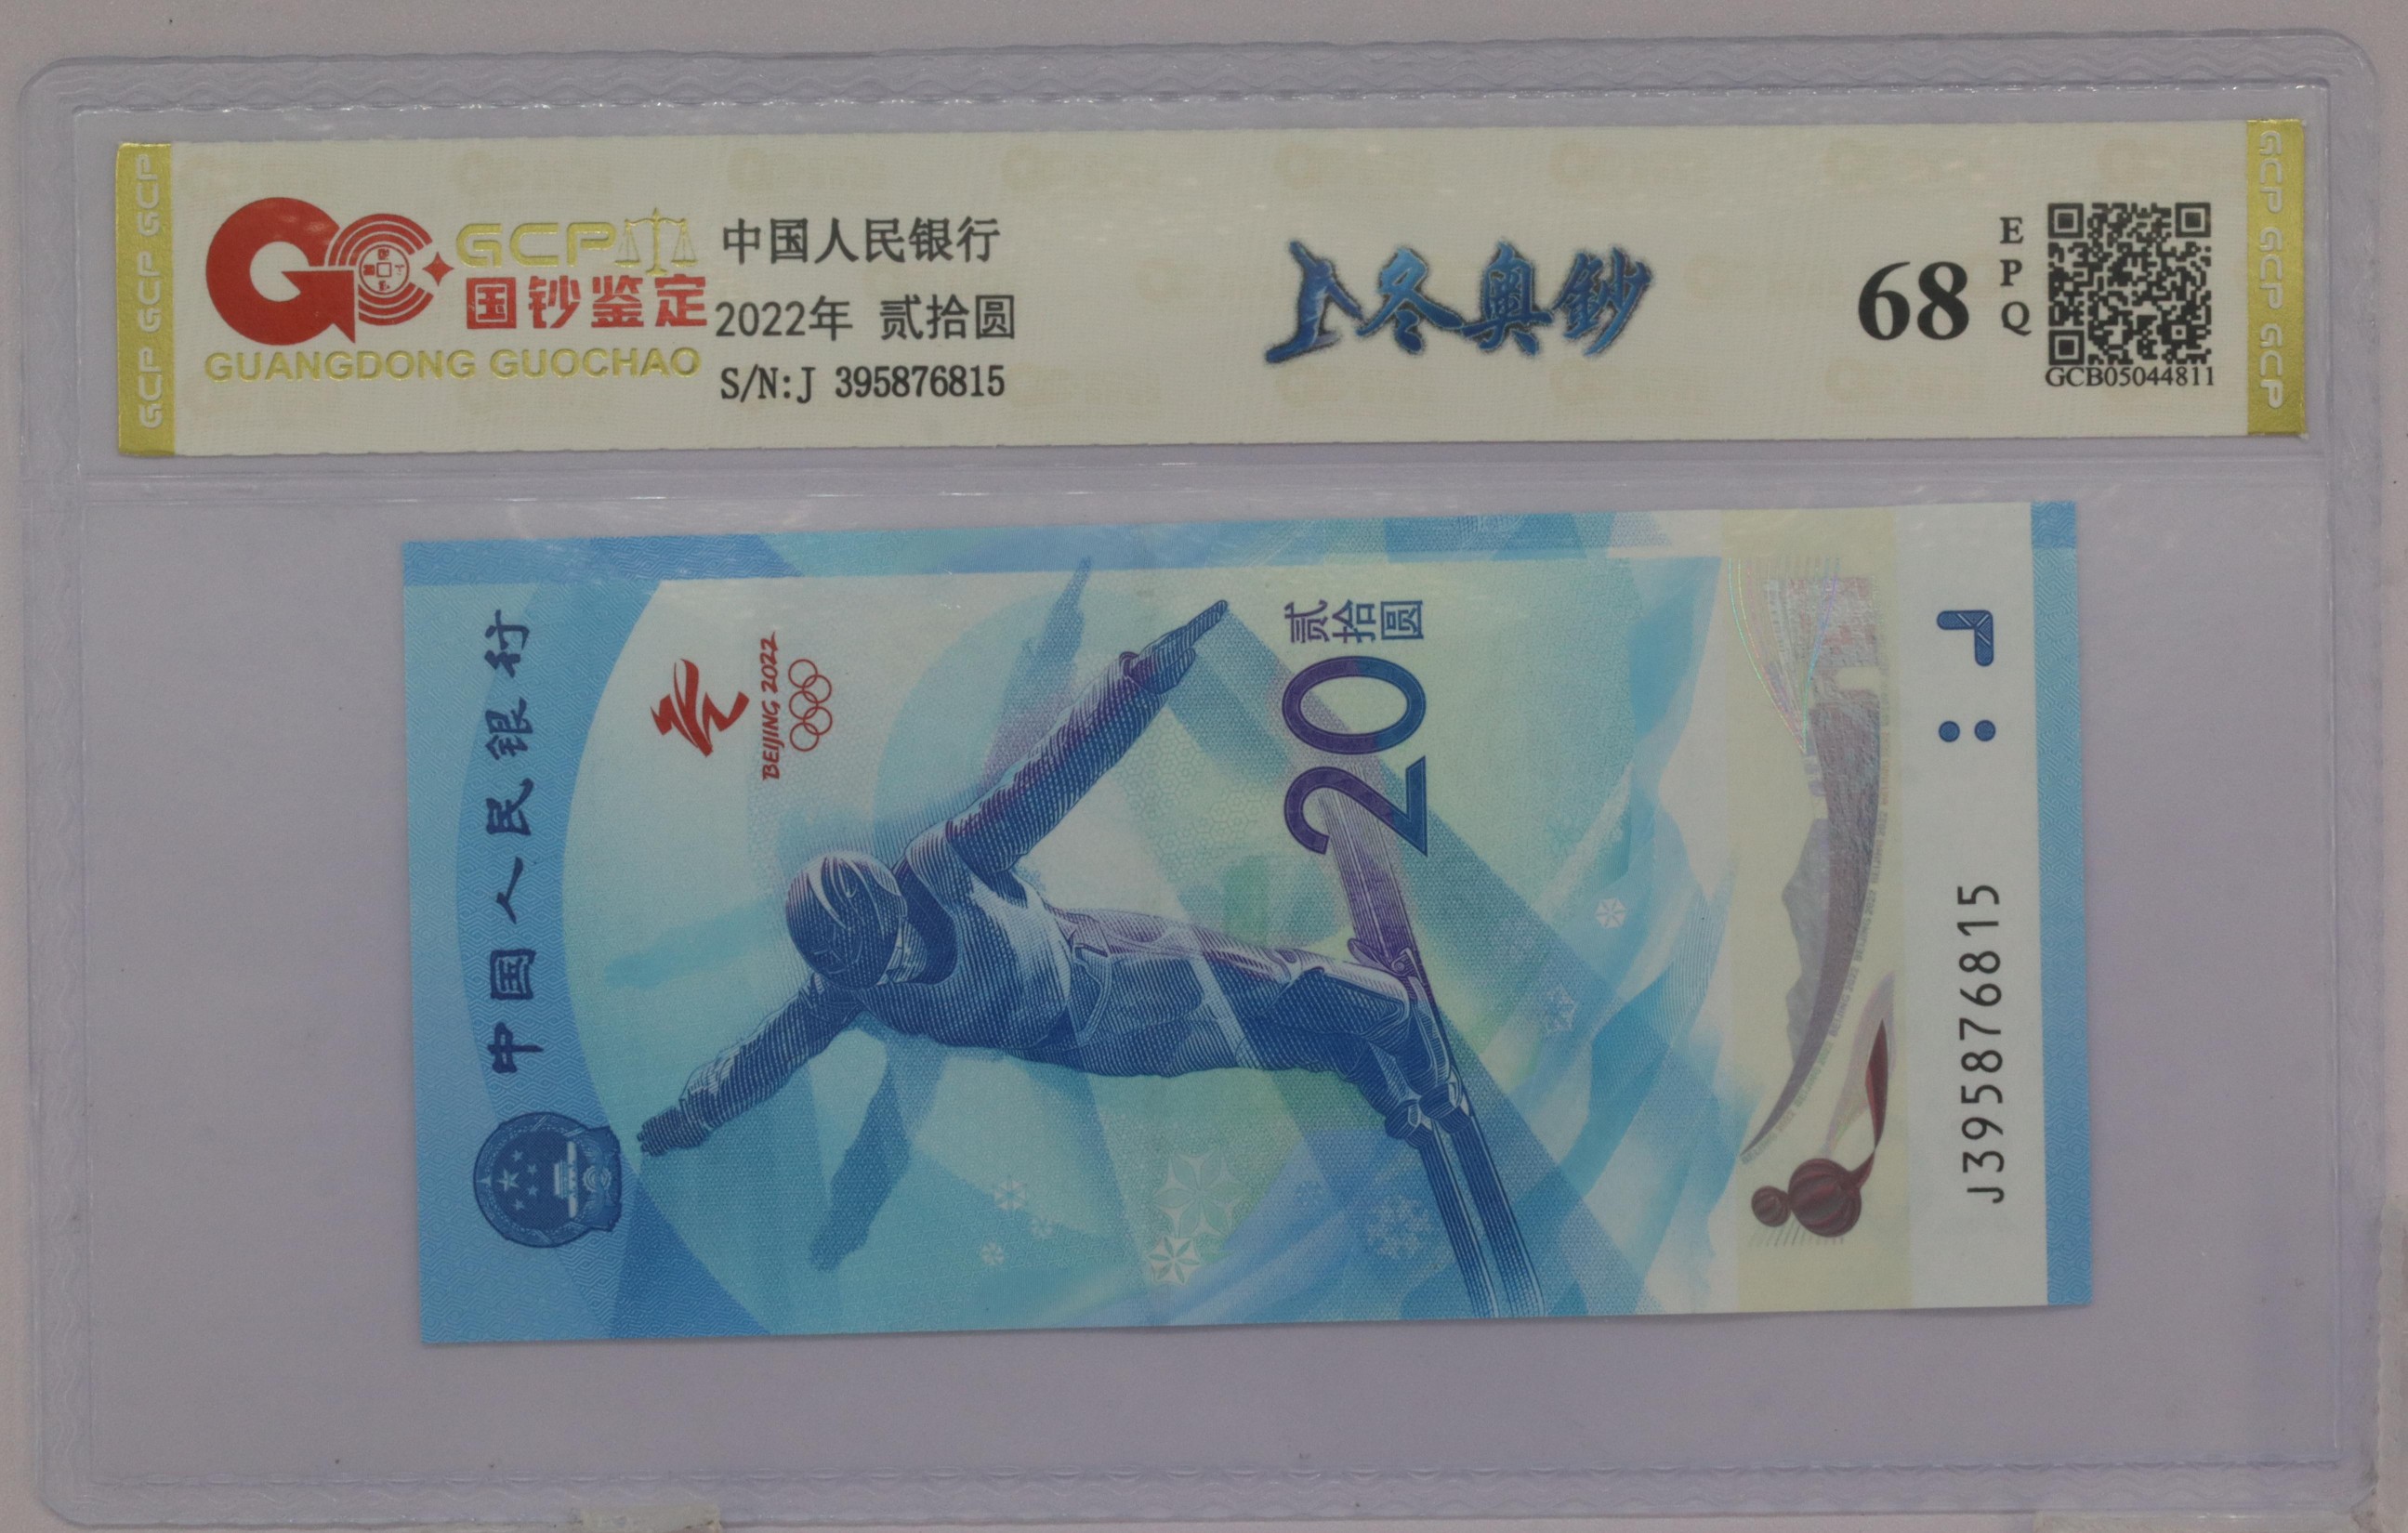 GCP GCP GCP
GCP
国钞鉴定
GUANGDONG GUOCHAO
中国人民银行
2022年 贰拾圆
S/N:J 395876815
冬奥鈔
68
EPQ
GCB05044811
GCP GCP GCP
中国人民银行
BEIJING 2022
贰拾圆
20
J395876815